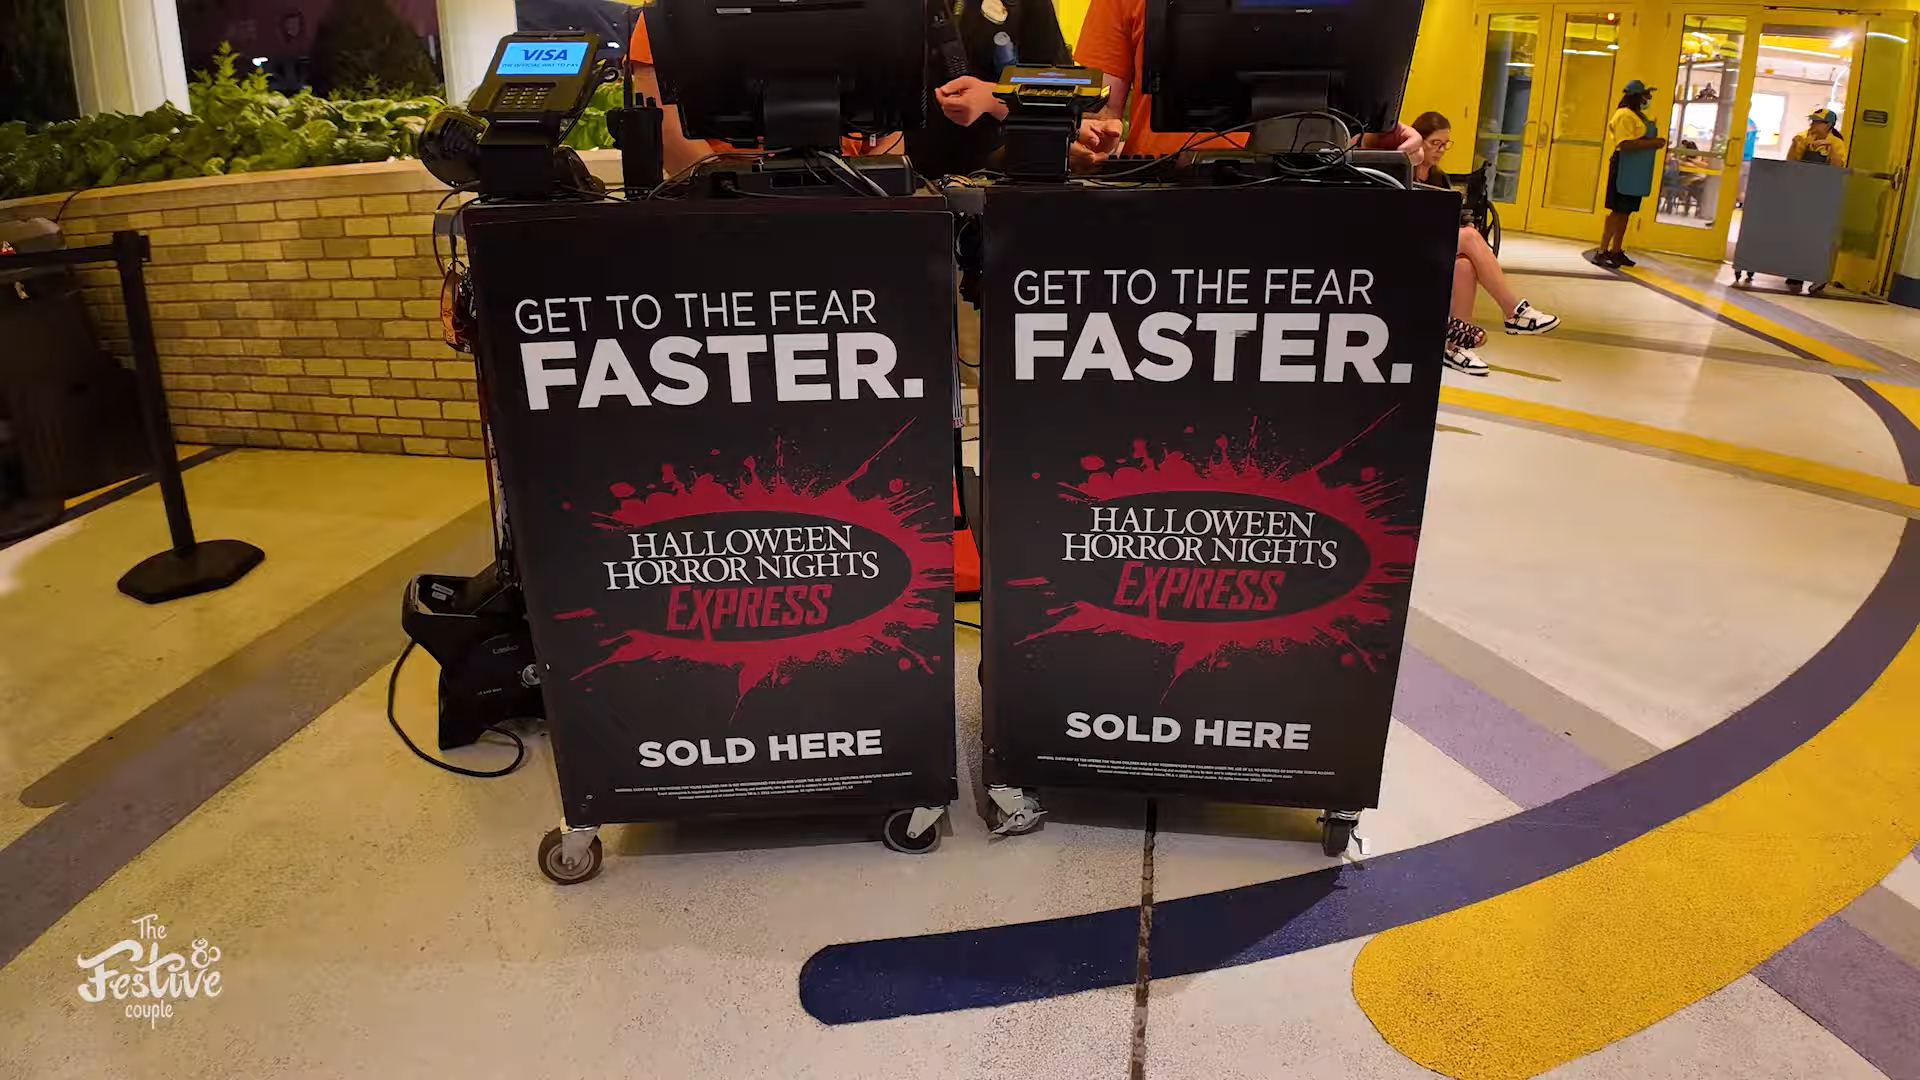 VISA
GET TO THE FEAR
FASTER.
HALLOWEEN
HORROR NIGHTS
EXPRESS
SOLD HERE
GET TO THE FEAR
FASTER.
HALLOWEEN
HORROR NIGHTS
EXPRESS
SOLD HERE
Lasko
The
Festive
couple